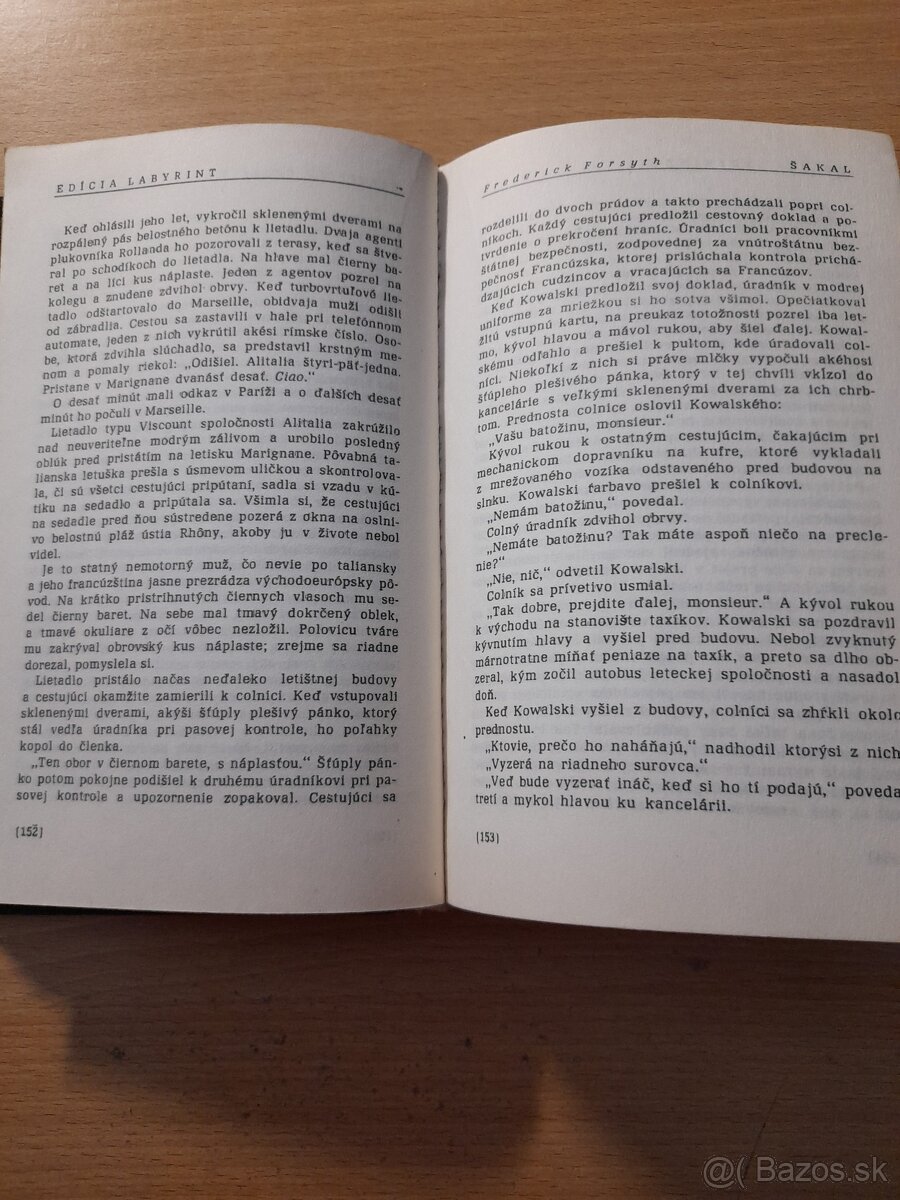 EDÍCIA LABYRINT
Keď ohlásili jeho let, vykročil sklenenými dverami na
rozpálený pás belostného betónu k lietadlu. Dvaja agenti
plukovníka Rollanda ho pozorovali z terasy, keď sa štve-
ral po schodíkoch do lietadla. Na hlave mal čierny ba-
ret a na líci kus náplaste. Jeden z agentov pozrel na
kolegu a znudene zdvihol obrvy. Keď turbovrtuľové lie-
tadlo odštartovalo do Marseille, obidvaja muži odišli
od zábradlia. Cestou sa zastavili v hale pri telefónnom
automate, jeden z nich vykrútil akési rímske číslo. Oso-
be, ktorá zdvihla slúchadlo, sa predstavil krstným me-
nom a pomaly riekol: „Odišiel. Alitalia štyri-päť-jedna.
Pristane v Marignane dvanásť desať. Ciao.“
O desať minút mali odkaz v Paríži a o ďalších desať
minút ho počuli v Marseille.
Lietadlo typu Viscount spoločnosti Alitalia zakrúžilo
nad neuveriteľne modrým zálivom a urobilo posledný
oblúk pred pristátím na letisku Marignane. Pôvabná ta-
lianska letuška prešla s úsmevom uličkou a skontrolova-
la, či sú všetci cestujúci pripútaní, sadla si vzadu v kú-
tiku na sedadlo a pripútala sa. Všimla si, že cestujúci
na sedadle pred ňou sústredene pozerá z okna na oslni-
vo belostnú pláž ústia Rhôny, akoby ju v živote nebol
videl.
Je to statný nemotorný muž, čo nevie po taliansky
a jeho francúzština jasne prezrádza východoeurópsky pô-
vod. Na krátko pristrihnutých čiernych vlasoch mu se-
del čierny baret. Na sebe mal tmavý dokrčený oblek,
a tmavé okuliare z očí vôbec nezložil. Polovicu tváre
mu zakrýval obrovský kus náplaste; zrejme sa riadne
dorezal, pomyslela si.
Lietadlo pristálo načas neďaleko letištnej budovy
a cestujúci okamžite zamierili k colnici. Keď vstupovali
sklenenými dverami, akýsi šťúply plešivý pánko, ktorý
stál vedľa úradníka pri pasovej kontrole, ho poľahky
kopol do členka.
„Ten obor v čiernom barete, s náplasťou.“ Šťúply pán-
ko potom pokojne podišiel k druhému úradníkovi pri pa-
sovej kontrole a upozornenie zopakoval. Cestujúci sa
(152)
Frederick Forsyth ŠAKAL
rozdelili do dvoch prúdov a takto prechádzali popri col-
níkoch. Každý cestujúci predložil cestovný doklad a po-
tvrdenie o prekročení hraníc. Úradníci boli pracovníkmi
štátnej bezpečnosti, zodpovednej za vnútroštátnu bez-
pečnosť Francúzska, ktorej prislúchala kontrola prichá-
dzajúcich cudzincov a vracajúcich sa Francúzov.
Keď Kowalski predložil svoj doklad, úradník v modrej
uniforme za mriežkou si ho sotva všimol. Opečiatkoval
žltú vstupnú kartu, na preukaz totožnosti pozrel iba let-
mo, kývol hlavou a mávol rukou, aby šiel ďalej. Kowal-
skému odľahlo a prešiel k pultom, kde úradovali col-
níci. Niekoľkí z nich si práve mlčky vypočuli akéhosi
šťúpleho plešivého pánka, ktorý v tej chvíli vkĺzol do
kancelárie s veľkými sklenenými dverami za ich chrb-
tom. Prednosta colnice oslovil Kowalského:
„Vašu batožinu, monsieur.“
Kývol rukou k ostatným cestujúcim, čakajúcim pri
mechanickom dopravníku na kufre, ktoré vykladali
z mrežovaného vozíka odstaveného pred budovou na
slnku. Kowalski ťarbavo prešiel k colníkovi.
„Nemám batožinu,“ povedal.
Colný úradník zdvihol obrvy.
„Nemáte batožinu? Tak máte aspoň niečo na precle-
nie?“
„Nie, nič,“ odvetil Kowalski.
Colník sa prívetivo usmial.
„Tak dobre, prejdite ďalej, monsieur.“ A kývol rukou
k východu na stanovište taxíkov. Kowalski sa pozdravil
kývnutím hlavy a vyšiel pred budovu. Nebol zvyknutý
márnotratne míňať peniaze na taxík, a preto sa dlho ob-
zeral, kým zočil autobus leteckej spoločnosti a nasadol
doň.
Keď Kowalski vyšiel z budovy, colníci sa zhŕkli okolo
prednostu.
„Ktovie, prečo ho naháňajú,“ nadhodil ktorýsi z nich
„Vyzerá na riadneho surovca.“
„Veď bude vyzerať ináč, keď si ho tí podajú,“ poveda
tretí a mykol hlavou ku kancelárii.
(153)
@( Bazos.sk